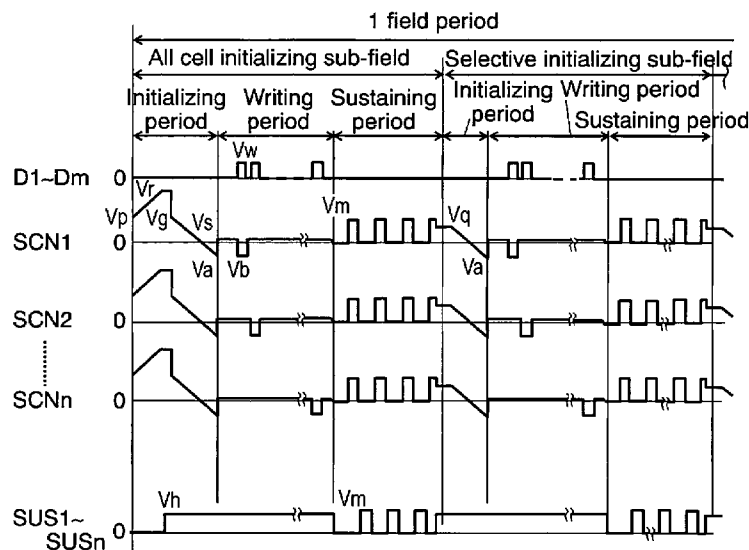 1 field period
All cell initializing sub-field
Selective initializing sub-field
Initializing period
Writing period
Sustaining period
Initializing period
Writing period
Sustaining period
D1~Dm 0 Vw
Vr Vm Vq
Vp Vg Vs
SCN1 0
Va Vb Va
SCN2 0
SCNn 0
Vh Vm
SUS1~ 0
SUSn